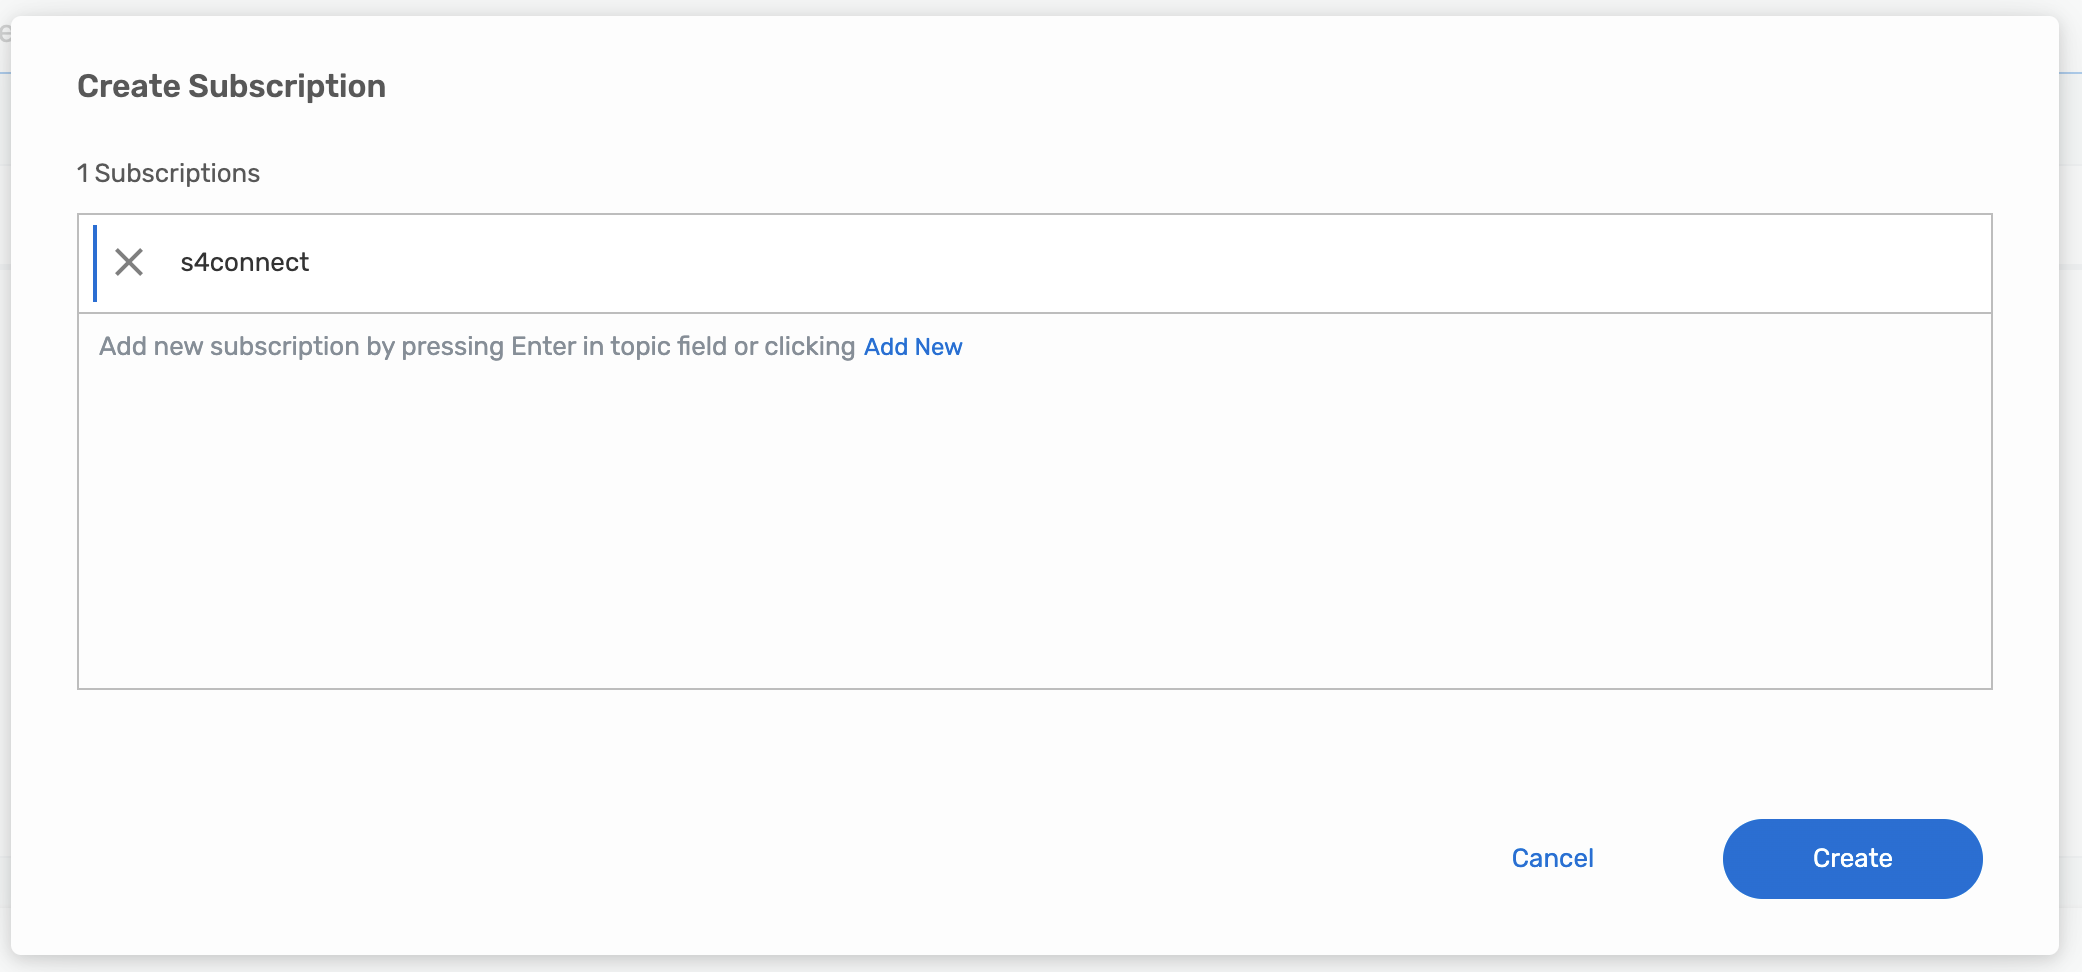 Create Subscription
1 Subscriptions
s4connect
Add new subscription by pressing Enter in topic field or clicking Add New
Cancel
Create